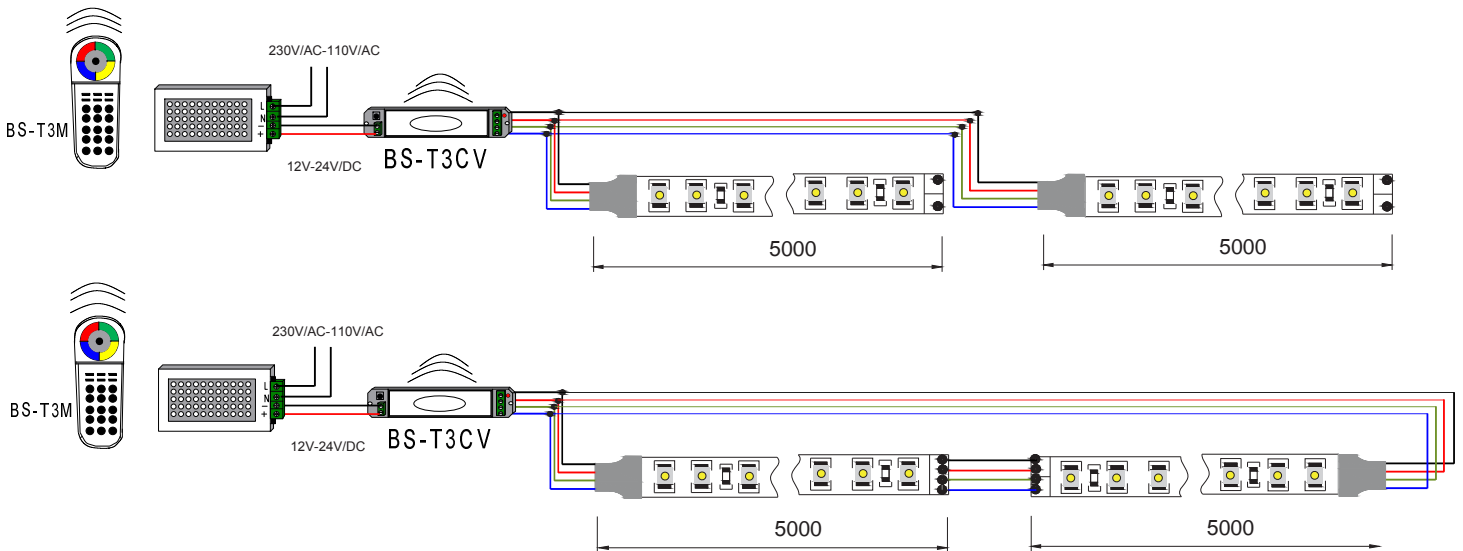 230V/AC-110V/AC
BS-T3M
L
N
–
+
12V-24V/DC
BS-T3CV
5000
5000
230V/AC-110V/AC
BS-T3M
L
N
–
+
12V-24V/DC
BS-T3CV
5000
5000